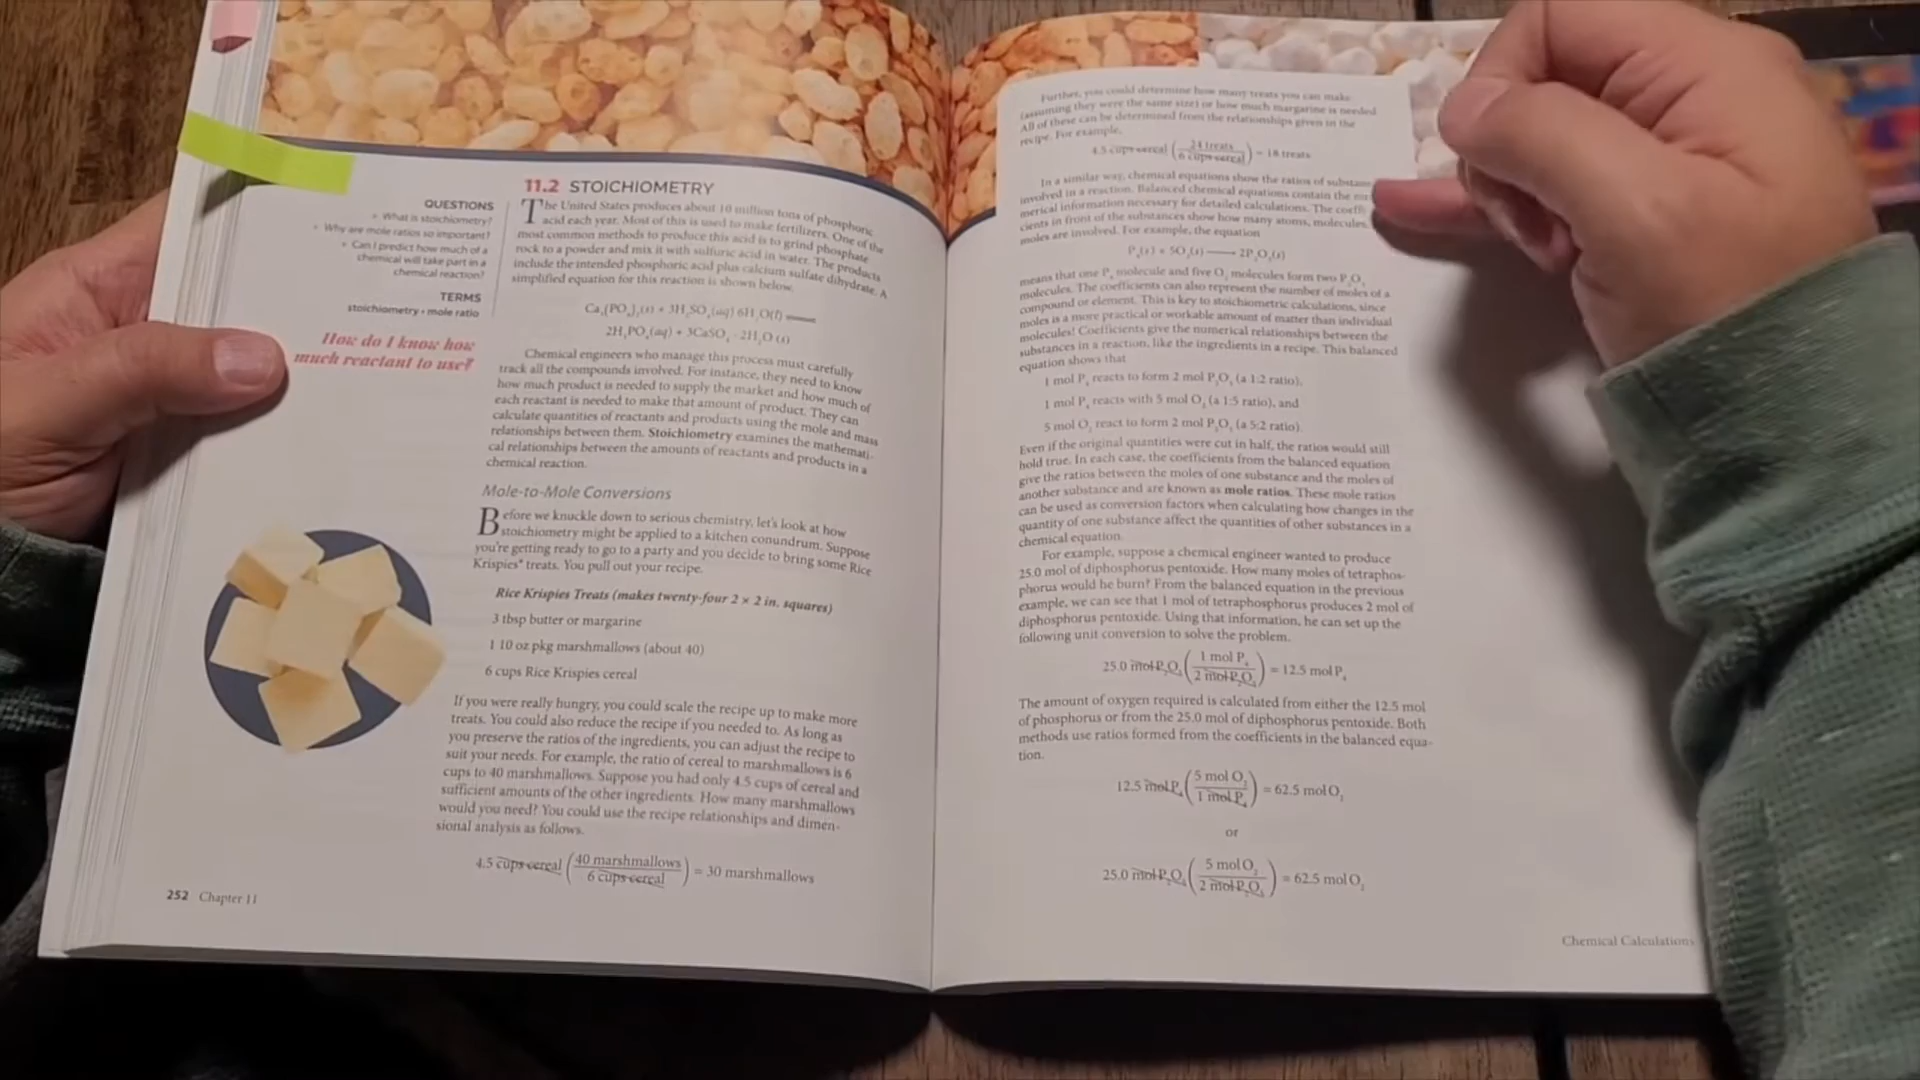 11.2 STOICHIOMETRY
QUESTIONS
» What is stoichiometry?
» Why are mole ratios so important?
» Can I predict how much of a
chemical will take part in a
chemical reaction?
TERMS
stoichiometry • mole ratio
How do I know how
much reactant to use?
The United States produces about 10 million tons of phosphoric
acid each year. Most of this is used to make fertilizers. One of the
most common methods to produce this acid is to grind phosphate
rock to a powder and mix it with sulfuric acid in water. The products
include the intended phosphoric acid plus calcium sulfate dihydrate. A
simplified equation for this reaction is shown below.
Ca₃(PO₄)₂(s) + 3H₂SO₄(aq) 6H₂O(l) ——
2H₃PO₄(aq) + 3CaSO₄ · 2H₂O (s)
Chemical engineers who manage this process must carefully
track all the compounds involved. For instance, they need to know
how much product is needed to supply the market and how much of
each reactant is needed to make that amount of product. They can
calculate quantities of reactants and products using the mole and mass
relationships between them. Stoichiometry examines the mathemati-
cal relationships between the amounts of reactants and products in a
chemical reaction.
Mole-to-Mole Conversions
Before we knuckle down to serious chemistry, let's look at how
stoichiometry might be applied to a kitchen conundrum. Suppose
you're getting ready to go to a party and you decide to bring some Rice
Krispies® treats. You pull out your recipe.
Rice Krispies Treats (makes twenty-four 2 × 2 in. squares)
3 tbsp butter or margarine
1 10 oz pkg marshmallows (about 40)
6 cups Rice Krispies cereal
If you were really hungry, you could scale the recipe up to make more
treats. You could also reduce the recipe if you needed to. As long as
you preserve the ratios of the ingredients, you can adjust the recipe to
suit your needs. For example, the ratio of cereal to marshmallows is 6
cups to 40 marshmallows. Suppose you had only 4.5 cups of cereal and
sufficient amounts of the other ingredients. How many marshmallows
would you need? You could use the recipe relationships and dimen-
sional analysis as follows.
4.5 cups cereal (40 marshmallows / 6 cups cereal) = 30 marshmallows
252 Chapter 11
Further, you could determine how many treats you can make
(assuming they were the same size) or how much margarine is needed.
All of these can be determined from the relationships given in the
recipe. For example,
4.5 cups cereal (24 treats / 6 cups cereal) = 18 treats
In a similar way, chemical equations show the ratios of
involved in a reaction. Balanced chemical equations contain the
merical information necessary for detailed calculations. The coeffi-
cients in front of the substances show how many atoms, molecules,
moles are involved. For example, the equation
P₄(s) + 5O₂(s) —— 2P₂O₅(s)
means that one P₄ molecule and five O₂ molecules form two P₂O₅
molecules. The coefficients can also represent the number of moles of a
compound or element. This is key to stoichiometric calculations, since
moles is a more practical or workable amount of matter than individual
molecules! Coefficients give the numerical relationships between the
substances in a reaction, like the ingredients in a recipe. This balanced
equation shows that
1 mol P₄ reacts to form 2 mol P₂O₅ (a 1:2 ratio),
1 mol P₄ reacts with 5 mol O₂ (a 1:5 ratio), and
5 mol O₂ react to form 2 mol P₂O₅ (a 5:2 ratio).
Even if the original quantities were cut in half, the ratios would still
hold true. In each case, the coefficients from the balanced equation
give the ratios between the moles of one substance and the moles of
another substance and are known as mole ratios. These mole ratios
can be used as conversion factors when calculating how changes in the
quantity of one substance affect the quantities of other substances in a
chemical equation.
For example, suppose a chemical engineer wanted to produce
25.0 mol of diphosphorus pentoxide. How many moles of tetraphos-
phorus would he burn? From the balanced equation in the previous
example, we can see that 1 mol of tetraphosphorus produces 2 mol of
diphosphorus pentoxide. Using that information, he can set up the
following unit conversion to solve the problem.
25.0 mol P₂O₅ (1 mol P₄ / 2 mol P₂O₅) = 12.5 mol P₄
The amount of oxygen required is calculated from either the 12.5 mol
of phosphorus or from the 25.0 mol of diphosphorus pentoxide. Both
methods use ratios formed from the coefficients in the balanced equa-
tion.
12.5 mol P₄ (5 mol O₂ / 1 mol P₄) = 62.5 mol O₂
or
25.0 mol P₂O₅ (5 mol O₂ / 2 mol P₂O₅) = 62.5 mol O₂
Chemical Calculations